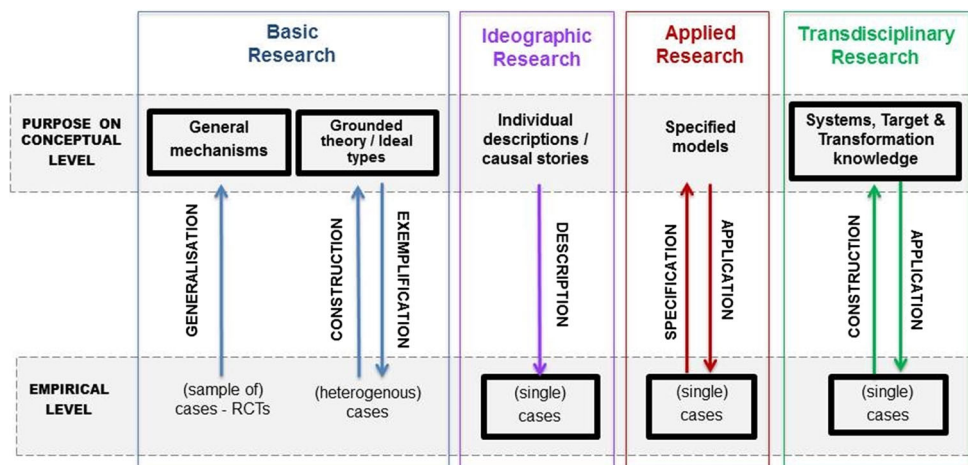 Basic
Research
Ideographic
Research
Applied
Research
Transdisciplinary
Research
PURPOSE ON
CONCEPTUAL
LEVEL
General
mechanisms
Grounded
theory / Ideal
types
Individual
descriptions /
causal stories
Specified
models
Systems, Target &
Transformation
knowledge
GENERALISATION
CONSTRUCTION
EXEMPLIFICATION
DESCRIPTION
SPECIFICATION
APPLICATION
CONSTRUCTION
APPLICATION
EMPIRICAL
LEVEL
(sample of)
cases - RCTs
(heterogenous)
cases
(single)
cases
(single)
cases
(single)
cases